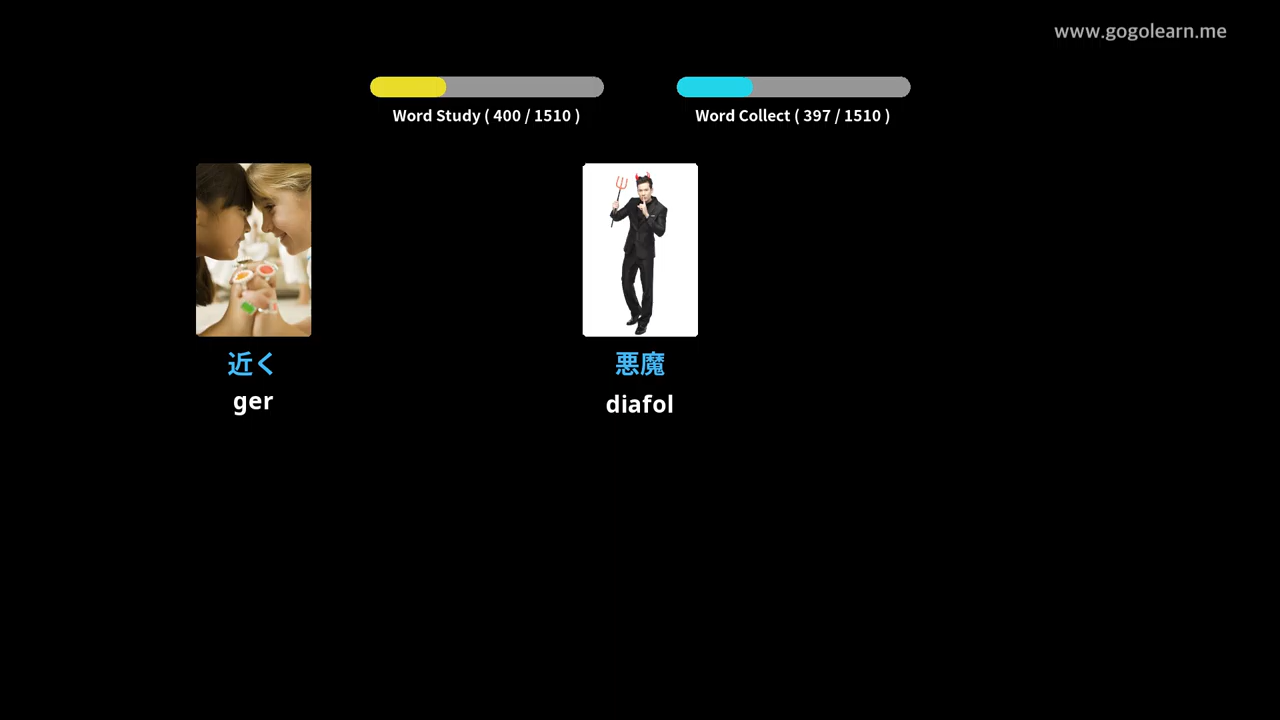 www.gogolearn.me
Word Study ( 400 / 1510 )
Word Collect ( 397 / 1510 )
近く
ger
悪魔
diafol